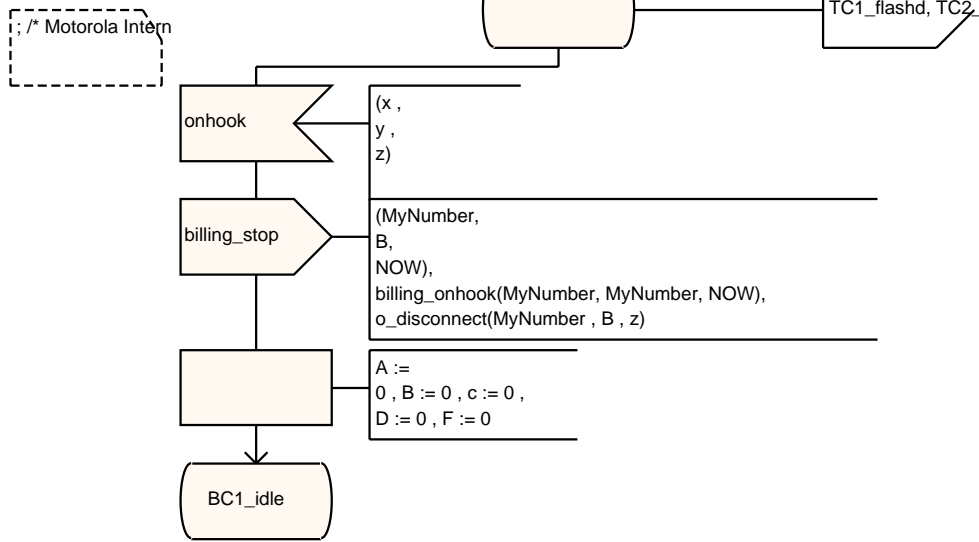 ; /* Motorola Intern
TC1_flashd, TC2_
onhook
(x ,
y ,
z)
billing_stop
(MyNumber,
B,
NOW),
billing_onhook(MyNumber, MyNumber, NOW),
o_disconnect(MyNumber , B , z)
A :=
0 , B := 0 , c := 0 ,
D := 0 , F := 0
BC1_idle